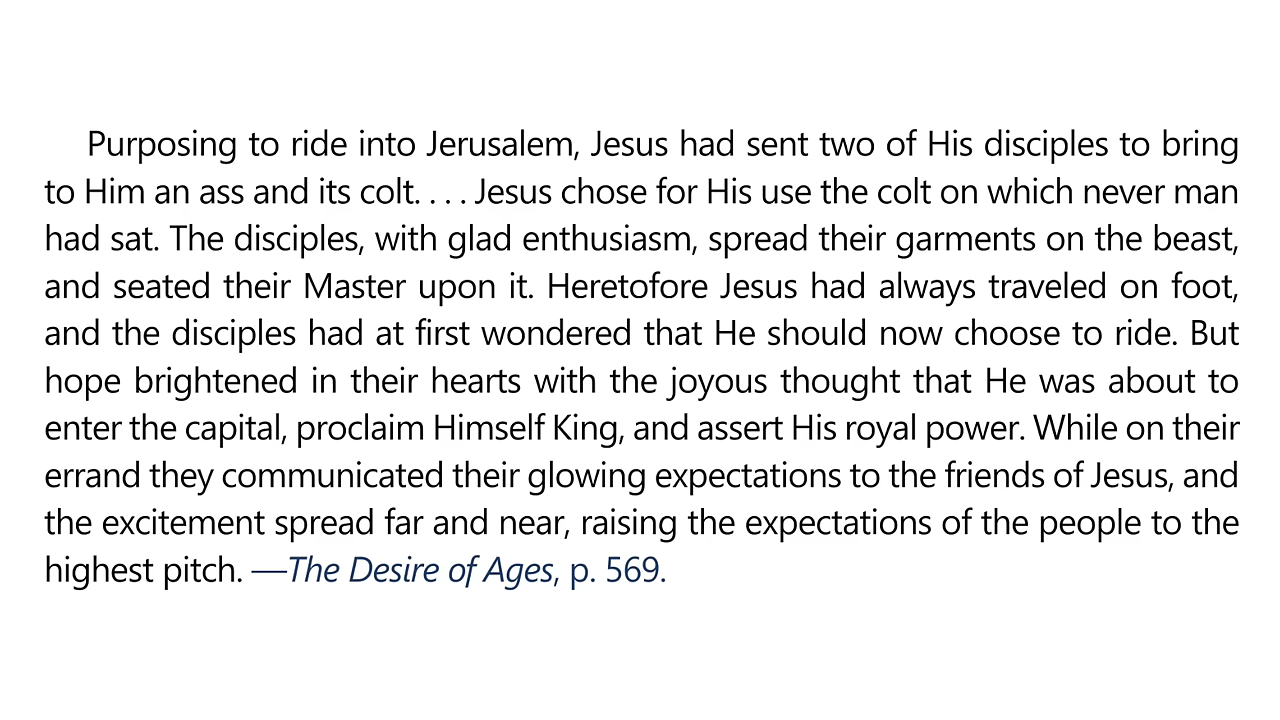 Purposing to ride into Jerusalem, Jesus had sent two of His disciples to bring
to Him an ass and its colt. . . . Jesus chose for His use the colt on which never man
had sat. The disciples, with glad enthusiasm, spread their garments on the beast,
and seated their Master upon it. Heretofore Jesus had always traveled on foot,
and the disciples had at first wondered that He should now choose to ride. But
hope brightened in their hearts with the joyous thought that He was about to
enter the capital, proclaim Himself King, and assert His royal power. While on their
errand they communicated their glowing expectations to the friends of Jesus, and
the excitement spread far and near, raising the expectations of the people to the
highest pitch. —The Desire of Ages, p. 569.